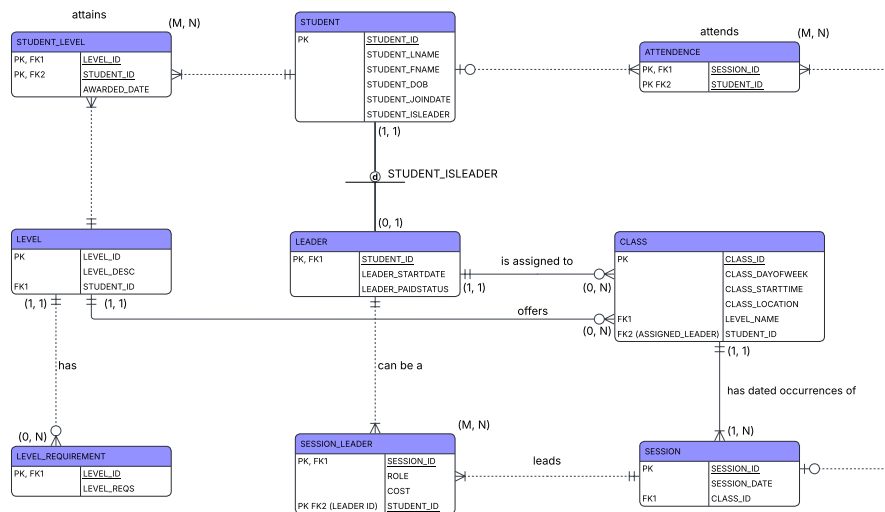 attains
STUDENT_LEVEL
(M, N)
PK, FK1 LEVEL_ID
PK, FK2 STUDENT_ID
AWARDED_DATE
STUDENT
PK STUDENT_ID
STUDENT_LNAME
STUDENT_FNAME
STUDENT_DOB
STUDENT_JOINDATE
STUDENT_ISLEADER
(1, 1)
attends
(M, N)
ATTENDENCE
PK, FK1 SESSION_ID
PK FK2 STUDENT_ID
d
STUDENT_ISLEADER
(0, 1)
LEVEL
PK LEVEL_ID
LEVEL_DESC
FK1 STUDENT_ID
(1, 1)
(1, 1)
LEADER
PK, FK1 STUDENT_ID
LEADER_STARTDATE
LEADER_PAIDSTATUS
is assigned to
(1, 1)
(0, N)
offers
(0, N)
CLASS
PK CLASS_ID
CLASS_DAYOFWEEK
CLASS_STARTTIME
CLASS_LOCATION
FK1 LEVEL_NAME
FK2 (ASSIGNED_LEADER) STUDENT_ID
(1, 1)
has
can be a
has dated occurrences of
(0, N)
(M, N)
(1, N)
LEVEL_REQUIREMENT
PK, FK1 LEVEL_ID
LEVEL_REQS
SESSION_LEADER
PK, FK1 SESSION_ID
ROLE
COST
PK FK2 (LEADER ID) STUDENT_ID
leads
SESSION
PK SESSION_ID
SESSION_DATE
FK1 CLASS_ID